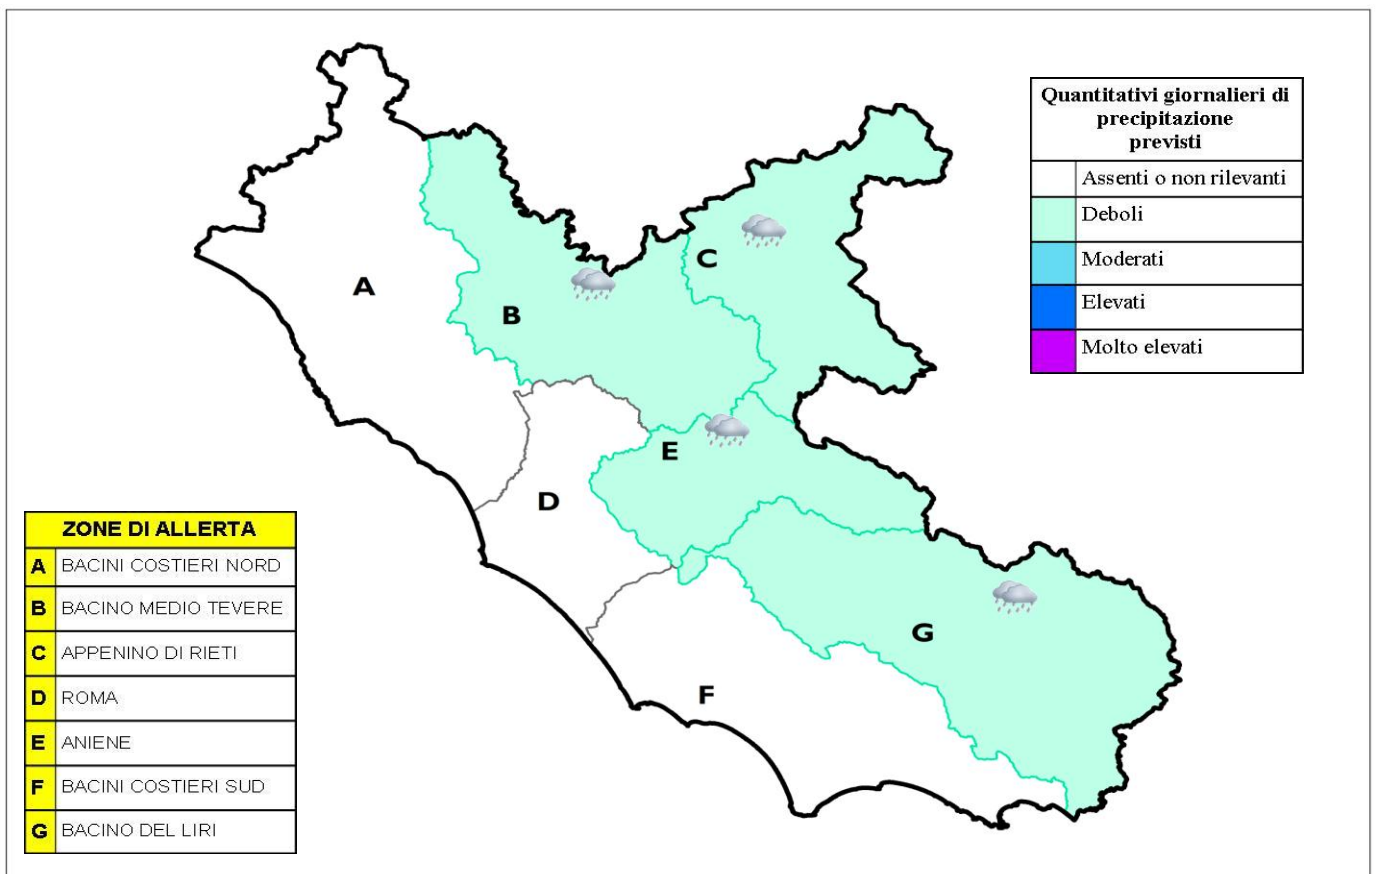 Quantitativi giornalieri di
precipitazione
previsti
Assenti o non rilevanti
Deboli
Moderati
Elevati
Molto elevati
A
B
C
D
E
F
G
ZONE DI ALLERTA
A BACINI COSTIERI NORD
B BACINO MEDIO TEVERE
C APPENINO DI RIETI
D ROMA
E ANIENE
F BACINI COSTIERI SUD
G BACINO DEL LIRI